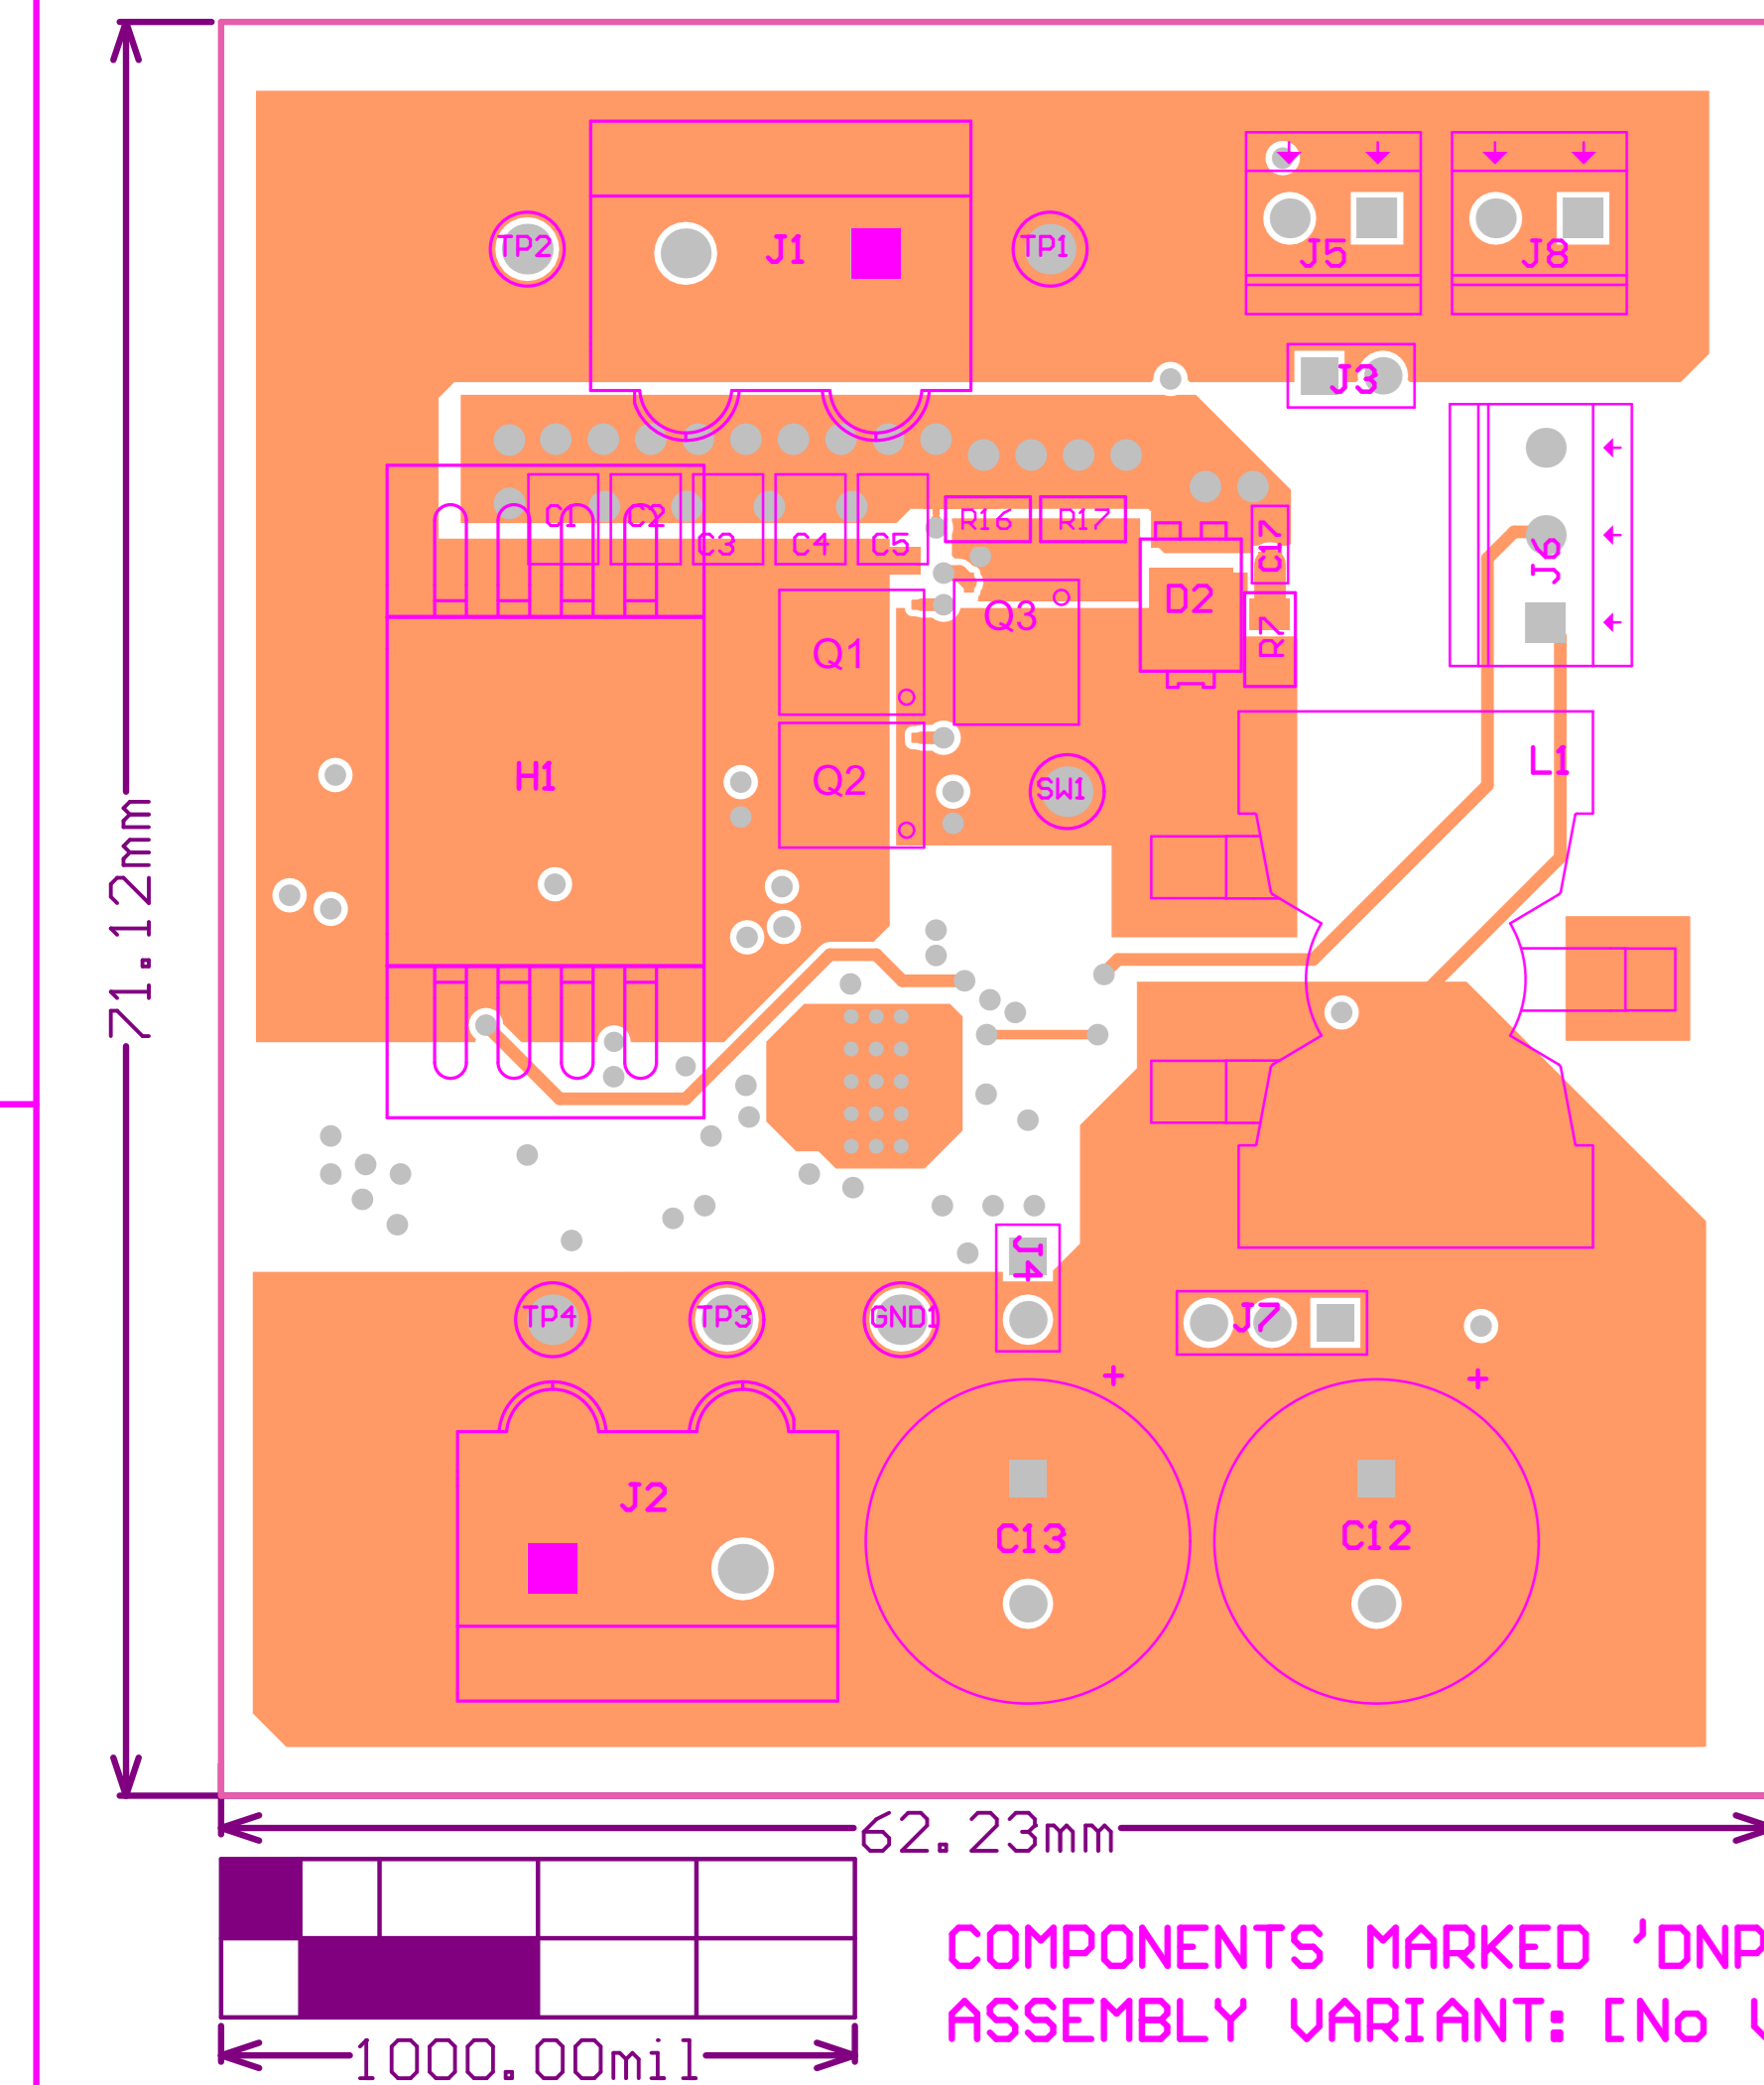 TP2 J1 TP1 J5 J8
J3
C1 C2 C3 C4 C5 R16 R17 C17 J6
Q1 Q3 D2 R7
H1 Q2 SW1 L1
71.12mm
J4
TP4 TP3 GND1 J7
+ +
J2 C13 C12
62.23mm
COMPONENTS MARKED 'DNP
ASSEMBLY VARIANT: [No
1000.00mil